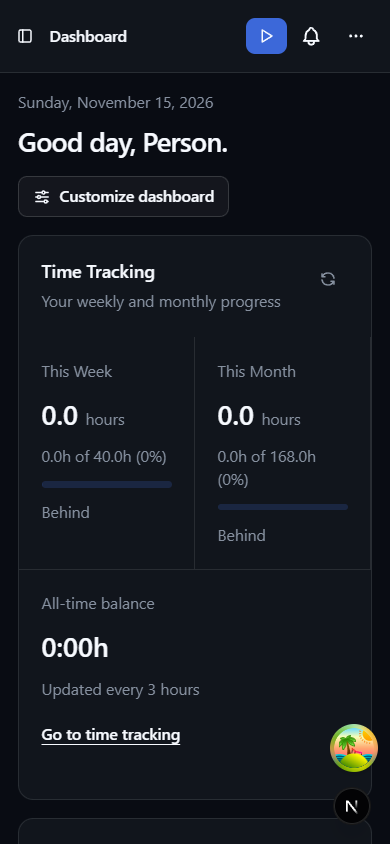 Dashboard
Sunday, November 15, 2026
Good day, Person.
Customize dashboard
Time Tracking
Your weekly and monthly progress
This Week
0.0 hours
0.0h of 40.0h (0%)
Behind
This Month
0.0 hours
0.0h of 168.0h
(0%)
Behind
All-time balance
0:00h
Updated every 3 hours
Go to time tracking
N